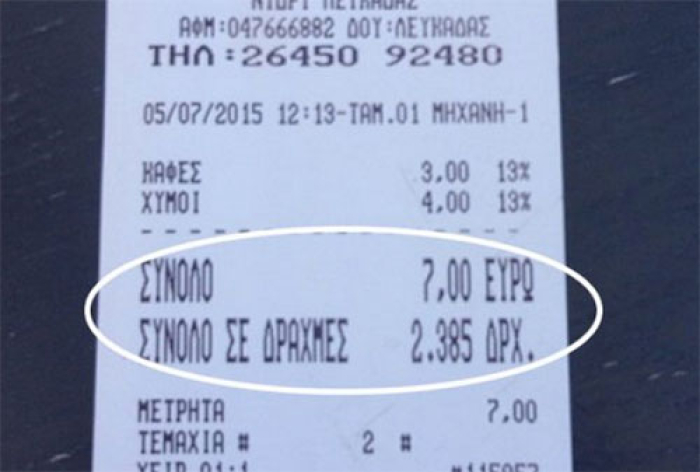 ΝΥΔΡΙ ΛΕΥΚΑΔΑΣ
ΑΦΜ:047666882 ΔΟΥ:ΛΕΥΚΑΔΑΣ
ΤΗΛ:26450 92480
05/07/2015 12:13-ΤΑΜ.01 ΜΗΧΑΝΗ-1
ΚΑΦΕΣ 3,00 13%
ΧΥΜΟΙ 4,00 13%
ΣΥΝΟΛΟ 7,00 ΕΥΡΩ
ΣΥΝΟΛΟ ΣΕ ΔΡΑΧΜΕΣ 2.385 ΔΡΧ.
ΜΕΤΡΗΤΑ 7,00
ΤΕΜΑΧΙΑ # 2 #